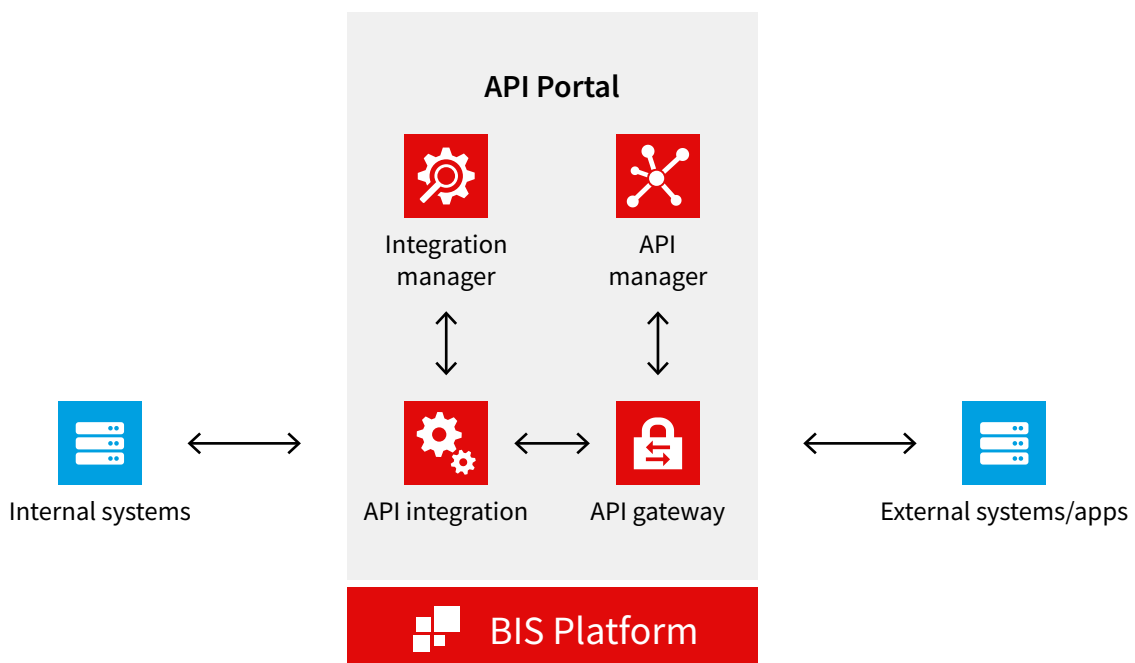 API Portal
Integration
manager
API
manager
Internal systems
API integration
API gateway
External systems/apps
BIS Platform